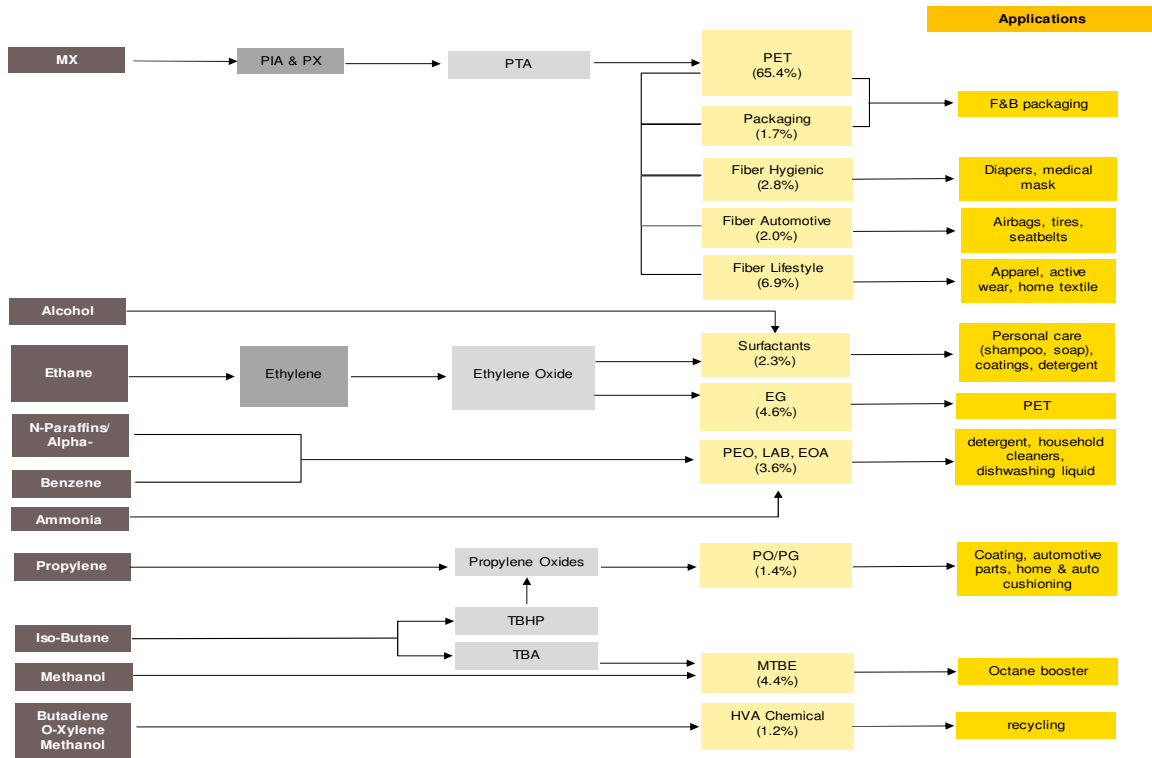 Applications
MX
PIA & PX
PTA
PET
(65.4%)
F&B packaging
Packaging
(1.7%)
Fiber Hygienic
(2.8%)
Diapers, medical
mask
Fiber Automotive
(2.0%)
Airbags, tires,
seatbelts
Fiber Lifestyle
(6.9%)
Apparel, active
wear, home textile
Alcohol
Surfactants
(2.3%)
Personal care
(shampoo, soap),
coatings, detergent
Ethane
Ethylene
Ethylene Oxide
EG
(4.6%)
PET
N-Paraffins/
Alpha-
Benzene
PEO, LAB, EOA
(3.6%)
detergent, household
cleaners,
dishwashing liquid
Ammonia
Propylene
Propylene Oxides
PO/PG
(1.4%)
Coating, automotive
parts, home & auto
cushioning
Iso-Butane
TBHP
TBA
Methanol
MTBE
(4.4%)
Octane booster
Butadiene
O-Xylene
Methanol
HVA Chemical
(1.2%)
recycling